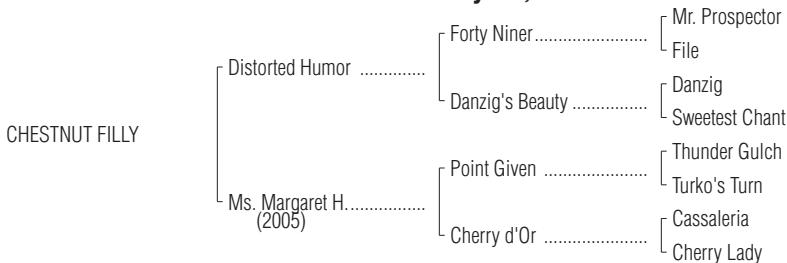 Mr. Prospector
Forty Niner........................
File
Distorted Humor ..............
Danzig
Danzig's Beauty ................
Sweetest Chant
CHESTNUT FILLY
Thunder Gulch
Point Given ......................
Turko's Turn
Ms. Margaret H.................
(2005)
Cassaleria
Cherry d'Or ......................
Cherry Lady